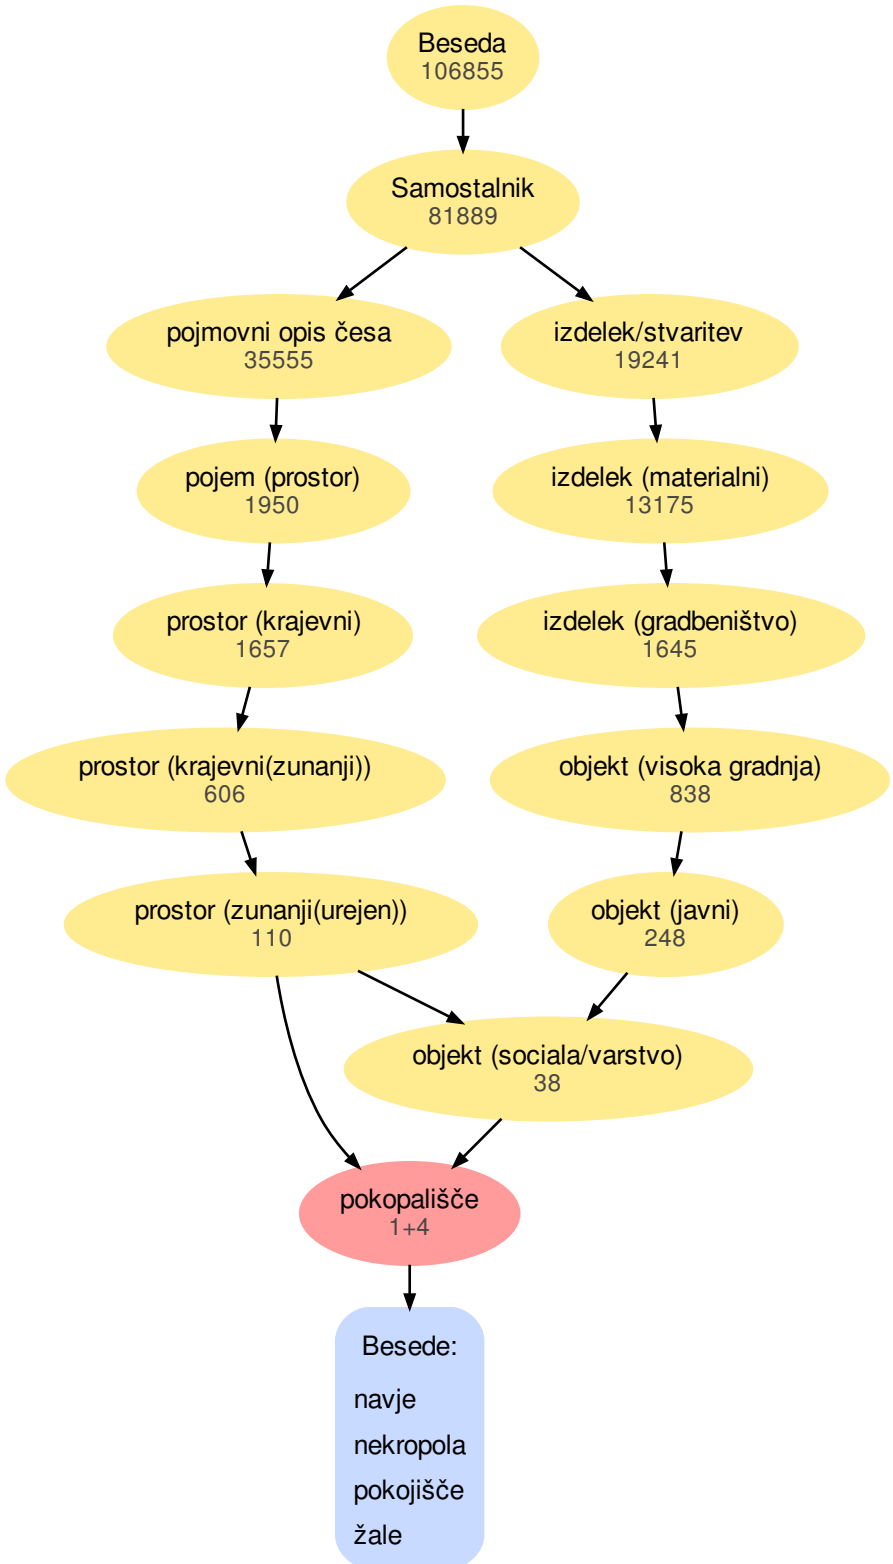 Beseda
106855
Samostalnik
81889
pojmovni opis česa
35555
izdelek/stvaritev
19241
pojem (prostor)
1950
izdelek (materialni)
13175
prostor (krajevni)
1657
izdelek (gradbeništvo)
1645
prostor (krajevni(zunanji))
606
objekt (visoka gradnja)
838
prostor (zunanji(urejen))
110
objekt (javni)
248
objekt (sociala/varstvo)
38
pokopališče
1+4
Besede:
navje
nekropola
pokojišče
žale